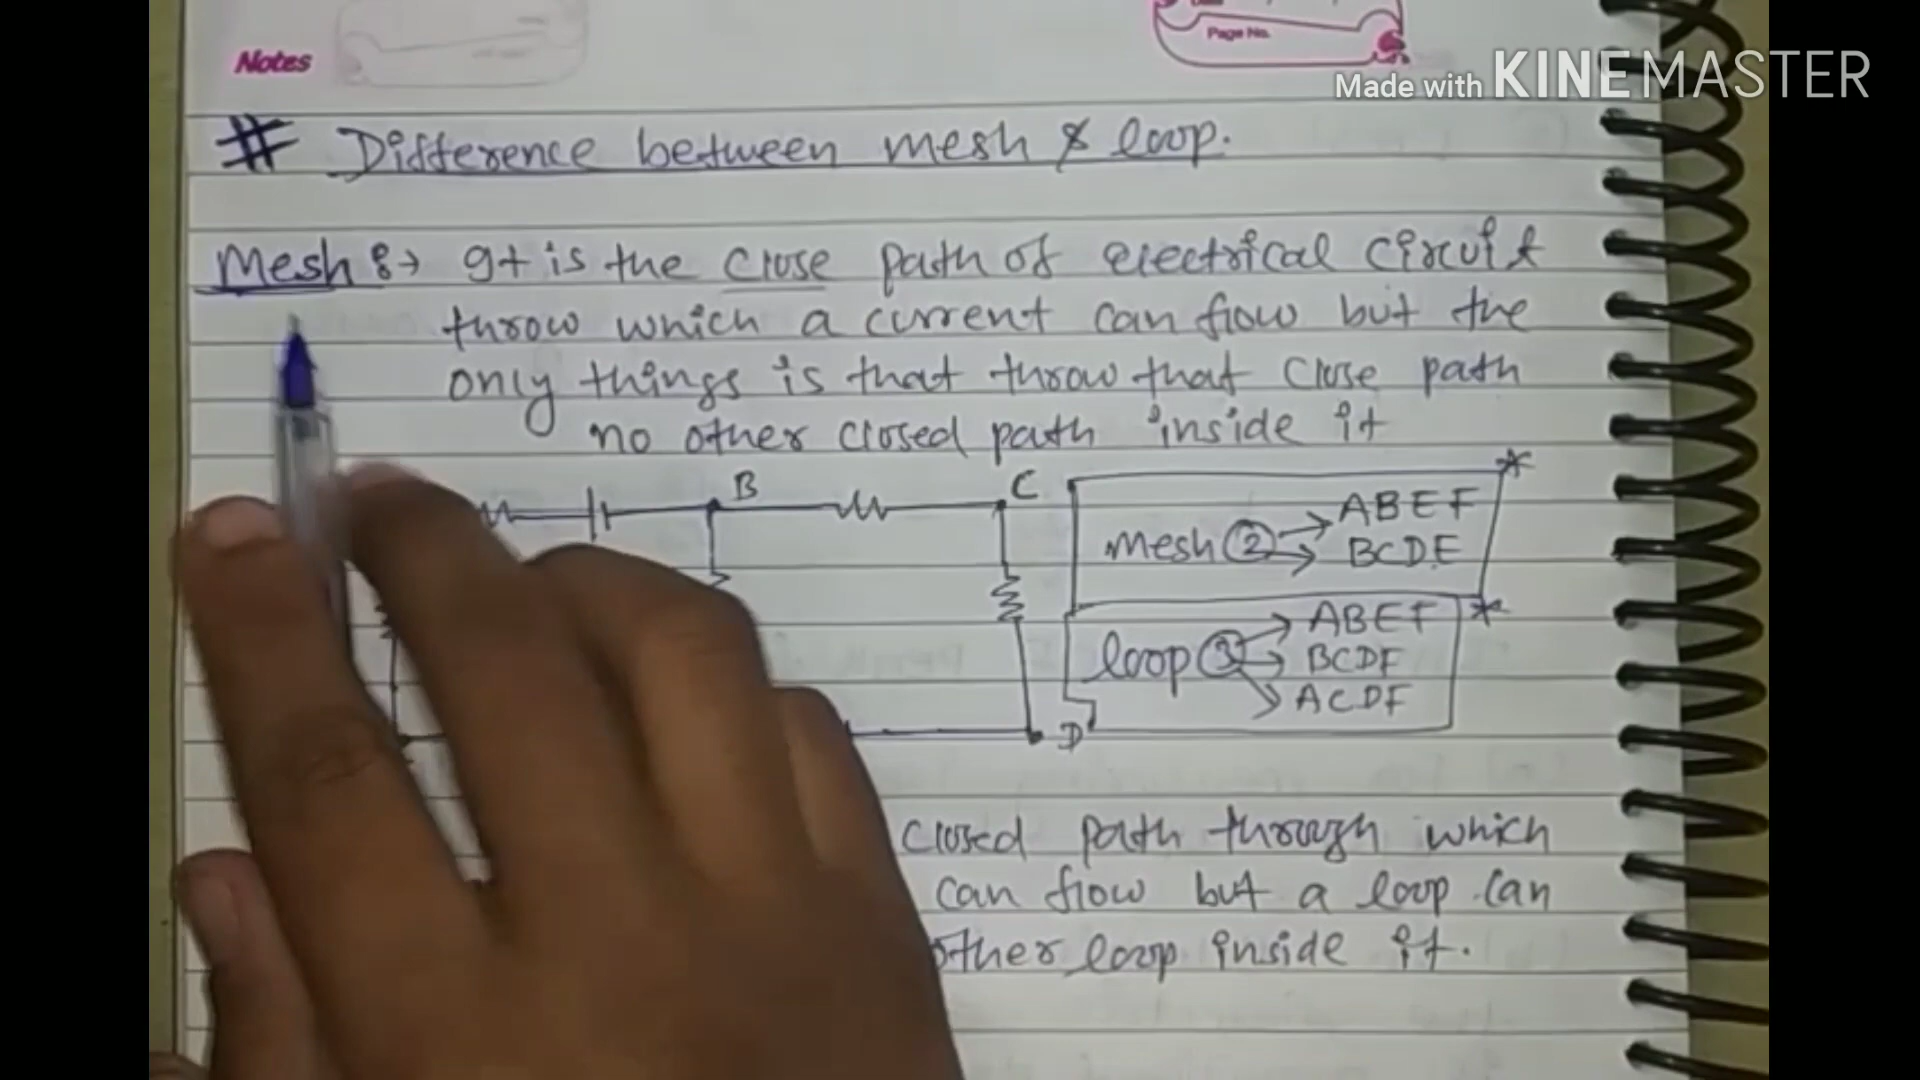 Notes
Page No.
Made with KINEMASTER
# Difference between mesh & loop.
Mesh :→ It is the close path of electrical circuit
throw which a current can flow but the
only things is that throw that close path
no other closed path inside it
B
C
mesh ② → ABEF
→ BCDE
loop ③ → ABEF
→ BCDF
→ ACDF
D
closed path through which
can flow but a loop can
other loop inside it.